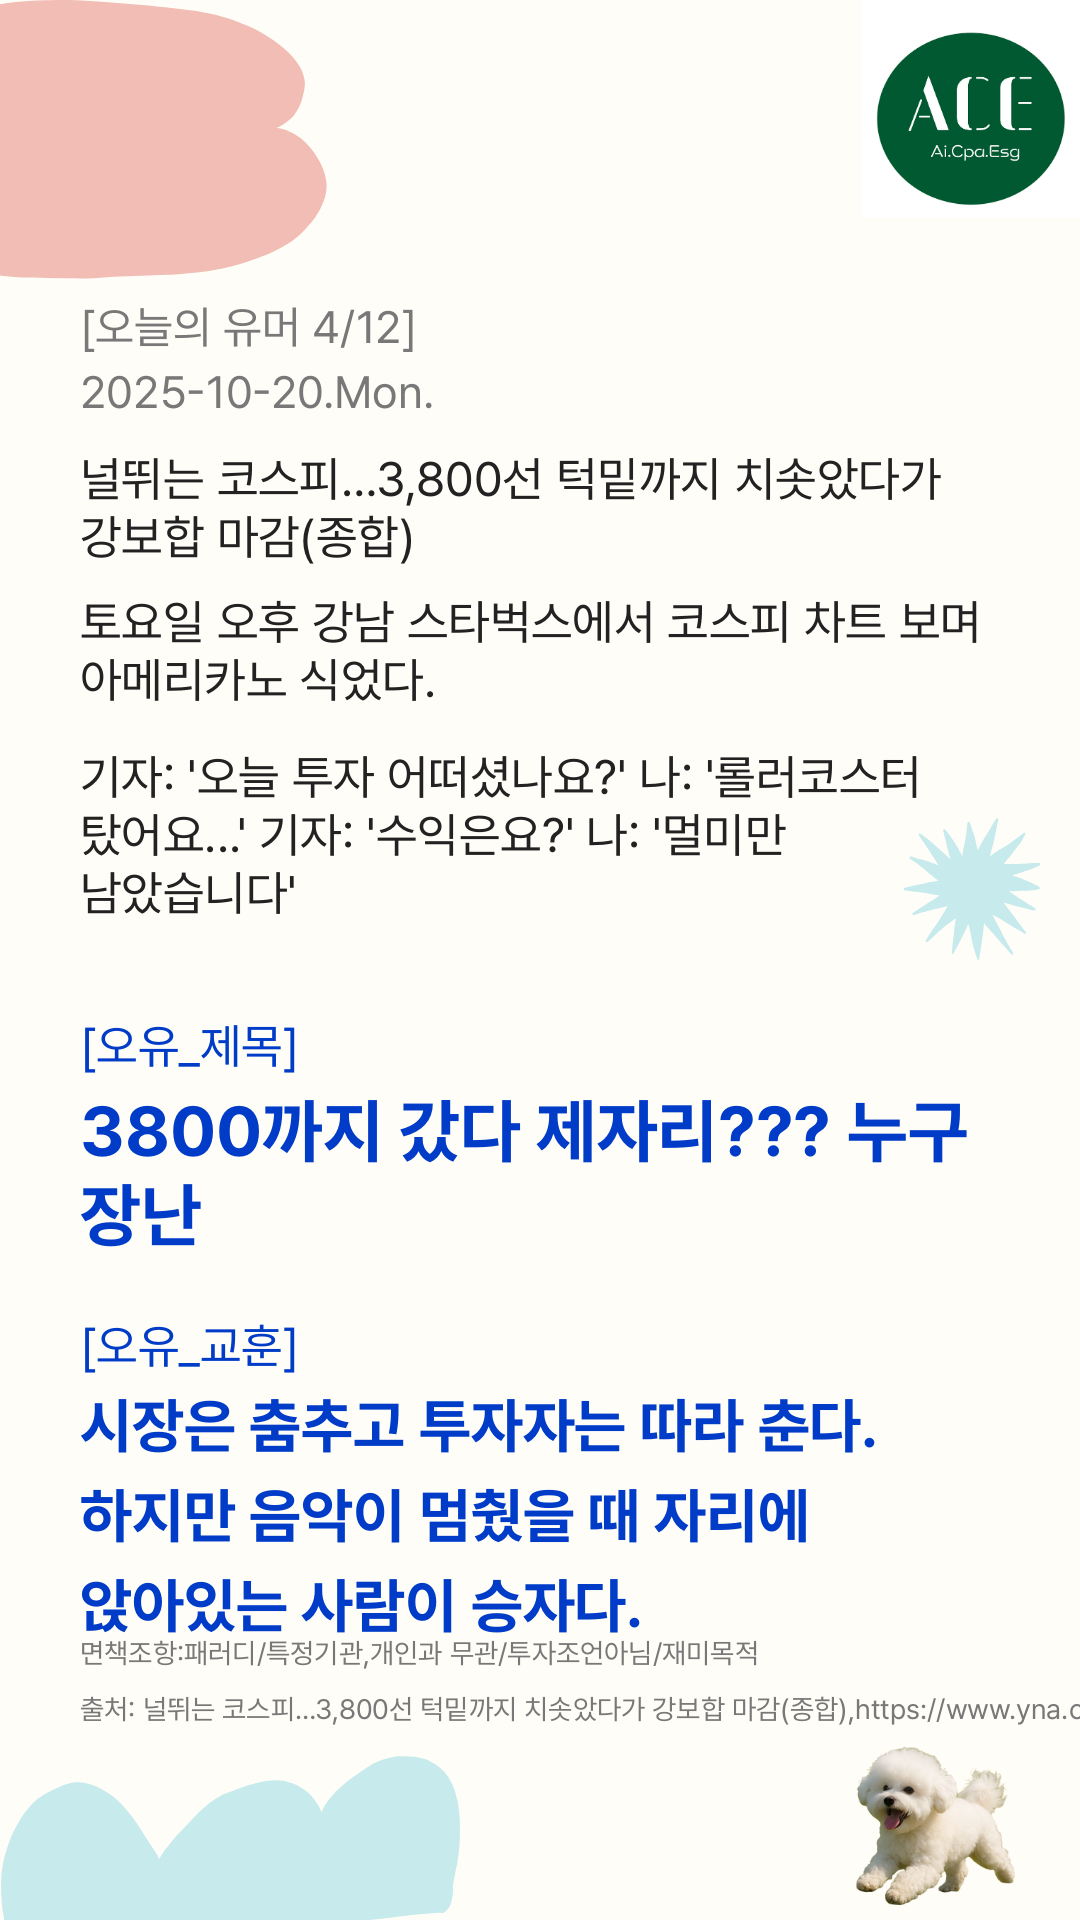 ACE
Ai.Cpa.Esg
[오늘의 유머 4/12]
2025-10-20.Mon.
널뛰는 코스피...3,800선 턱밑까지 치솟았다가
강보합 마감(종합)
토요일 오후 강남 스타벅스에서 코스피 차트 보며
아메리카노 식었다.
기자: '오늘 투자 어떠셨나요?' 나: '롤러코스터
탔어요...' 기자: '수익은요?' 나: '멀미만
남았습니다'
[오유_제목]
3800까지 갔다 제자리??? 누구
장난
[오유_교훈]
시장은 춤추고 투자자는 따라 춘다.
하지만 음악이 멈췄을 때 자리에
앉아있는 사람이 승자다.
면책조항:패러디/특정기관,개인과 무관/투자조언아님/재미목적
출처: 널뛰는 코스피...3,800선 턱밑까지 치솟았다가 강보합 마감(종합),https://www.yna.c